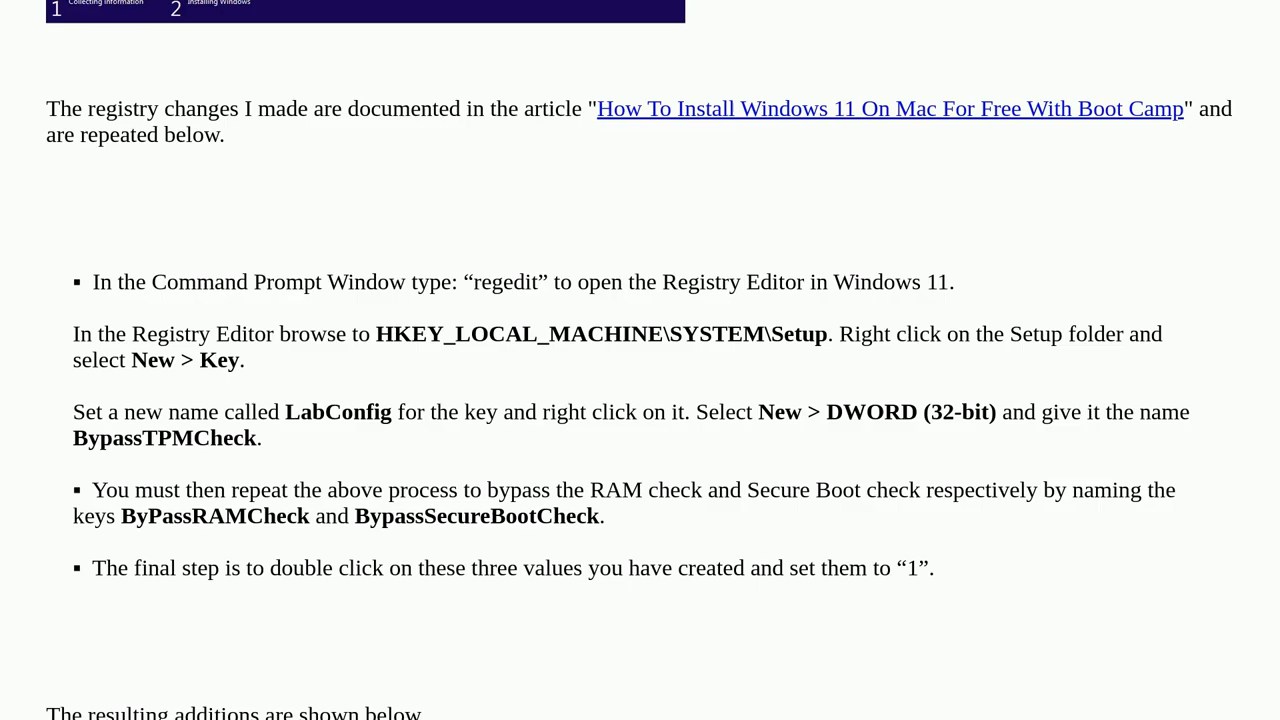 1 Collecting information 2 Installing Windows
The registry changes I made are documented in the article "How To Install Windows 11 On Mac For Free With Boot Camp" and
are repeated below.
▪ In the Command Prompt Window type: “regedit” to open the Registry Editor in Windows 11.
In the Registry Editor browse to HKEY_LOCAL_MACHINE\SYSTEM\Setup. Right click on the Setup folder and
select New > Key.
Set a new name called LabConfig for the key and right click on it. Select New > DWORD (32-bit) and give it the name
BypassTPMCheck.
▪ You must then repeat the above process to bypass the RAM check and Secure Boot check respectively by naming the
keys ByPassRAMCheck and BypassSecureBootCheck.
▪ The final step is to double click on these three values you have created and set them to “1”.
The resulting additions are shown below.